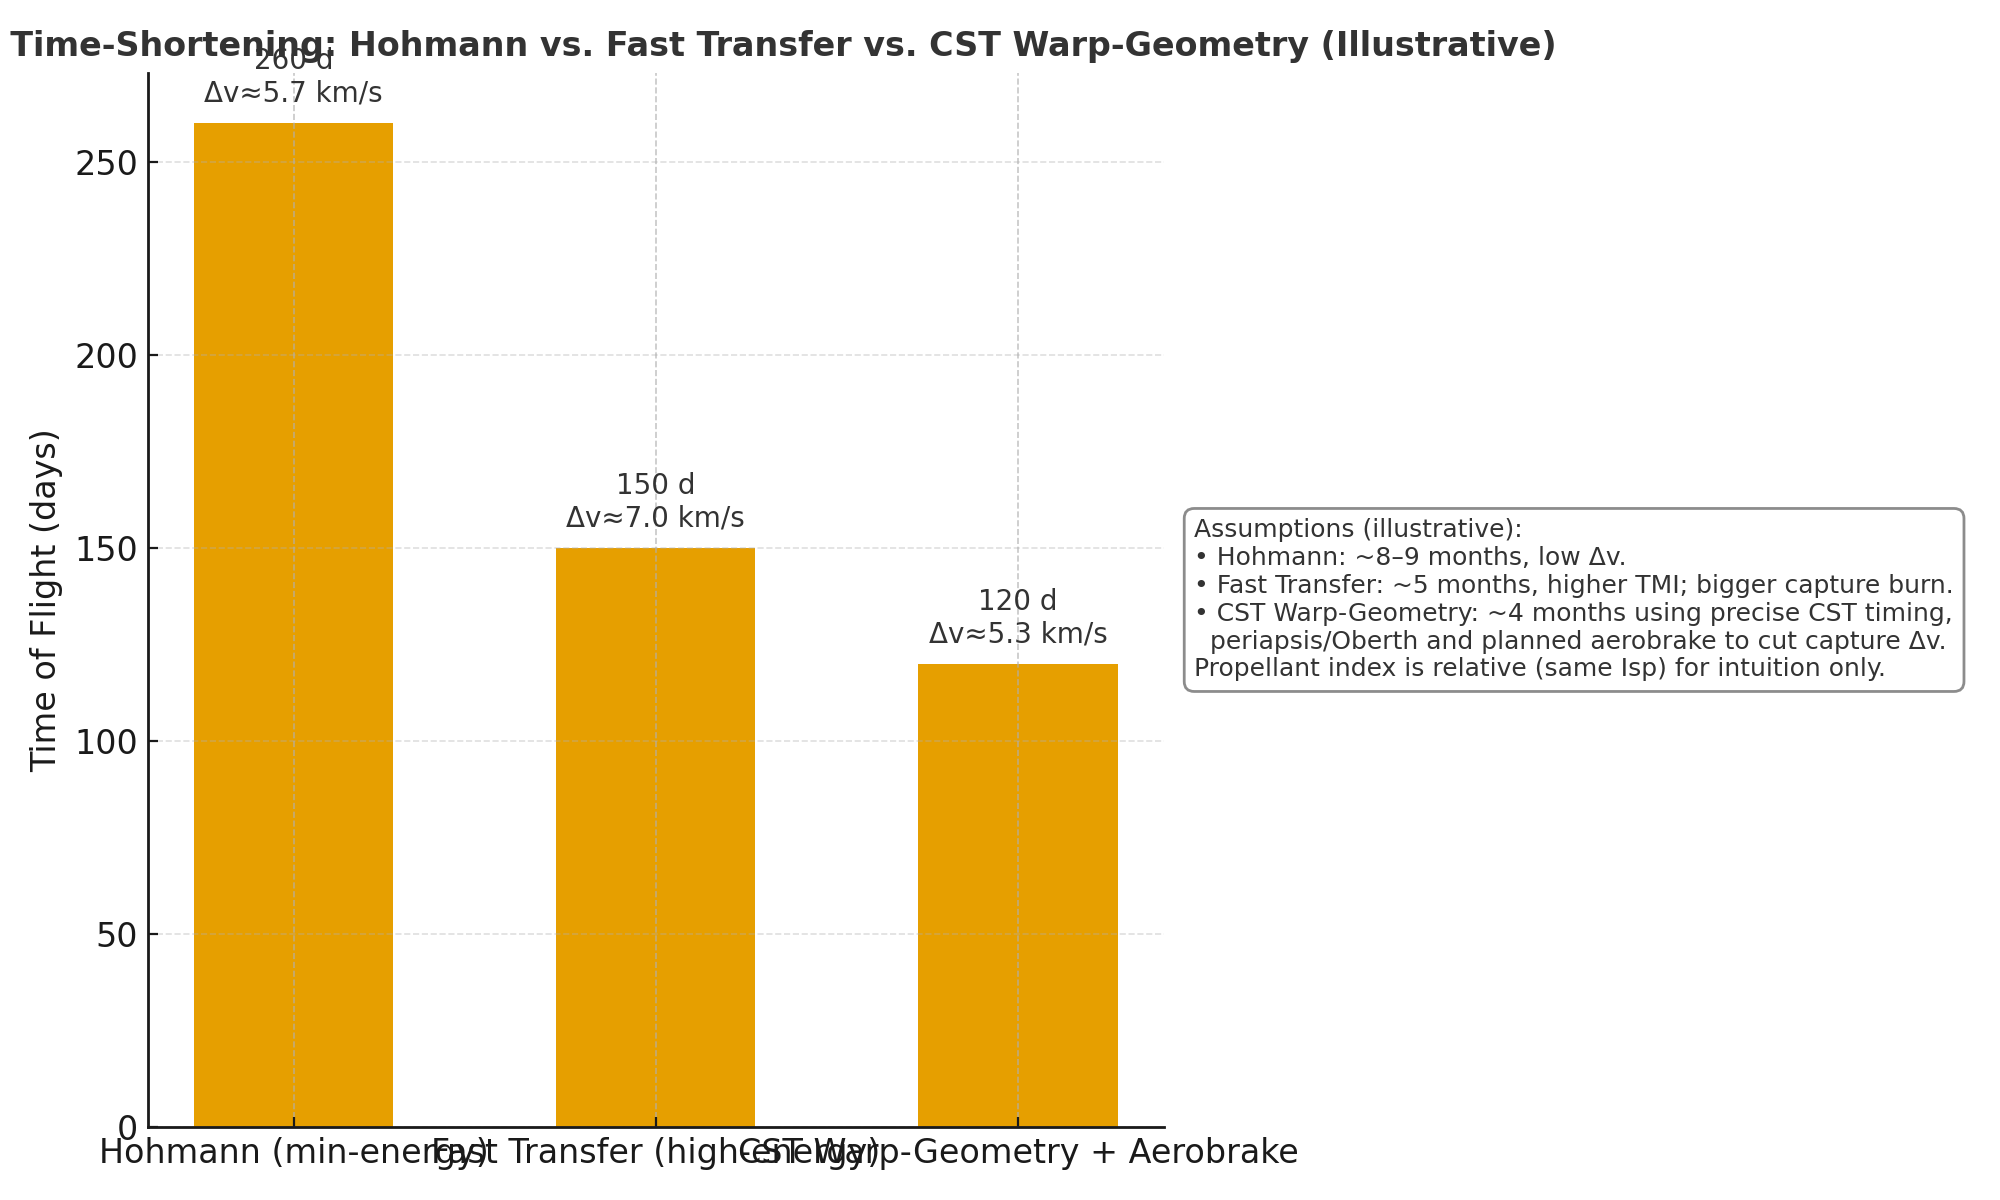 Time-Shortening: Hohmann vs. Fast Transfer vs. CST Warp-Geometry (Illustrative)
260 d
Δv≈5.7 km/s
150 d
Δv≈7.0 km/s
120 d
Δv≈5.3 km/s
Time of Flight (days)
250
200
150
100
50
0
Hohmann (min-energy)
Fast Transfer (high-energy)
CST Warp-Geometry + Aerobrake
Assumptions (illustrative):
• Hohmann: ~8–9 months, low Δv.
• Fast Transfer: ~5 months, higher TMI; bigger capture burn.
• CST Warp-Geometry: ~4 months using precise CST timing,
periapsis/Oberth and planned aerobrake to cut capture Δv.
Propellant index is relative (same Isp) for intuition only.